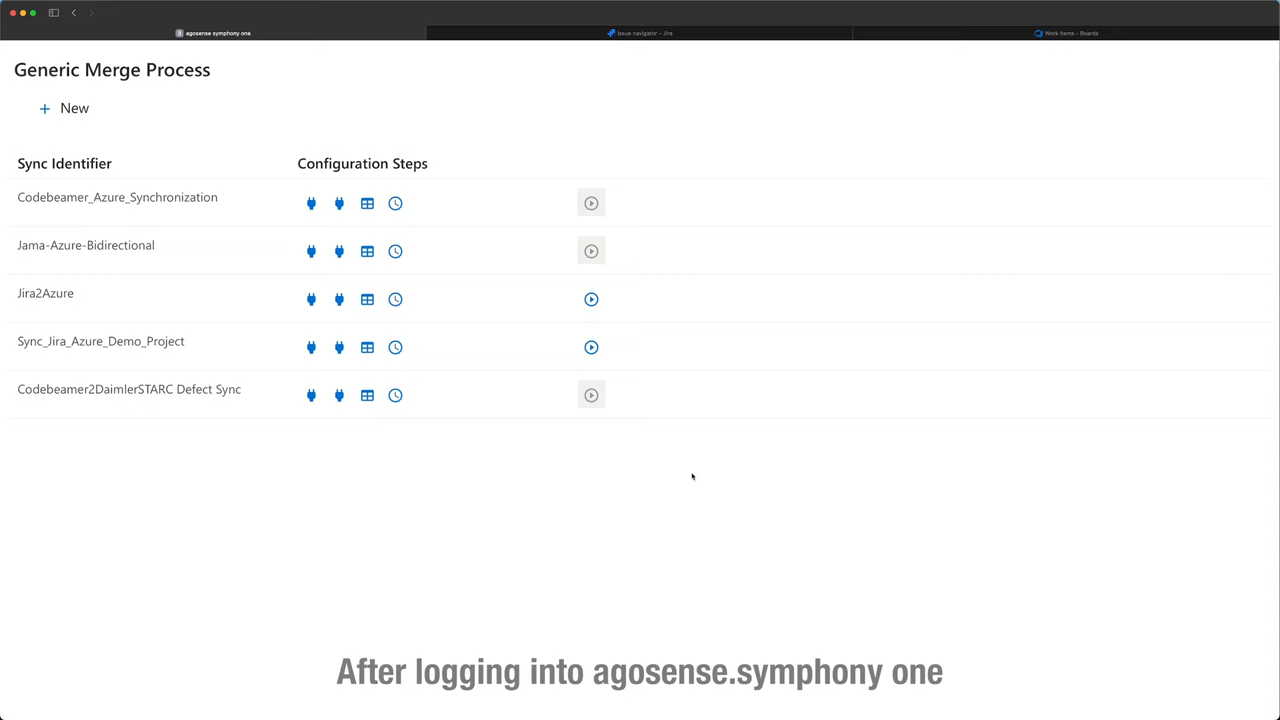 agosense symphony one
Issue navigator - Jira
Work items - Boards
Generic Merge Process
+ New
Sync Identifier
Configuration Steps
Codebeamer_Azure_Synchronization
Jama-Azure-Bidirectional
Jira2Azure
Sync_Jira_Azure_Demo_Project
Codebeamer2DaimlerSTARC Defect Sync
After logging into agosense.symphony one